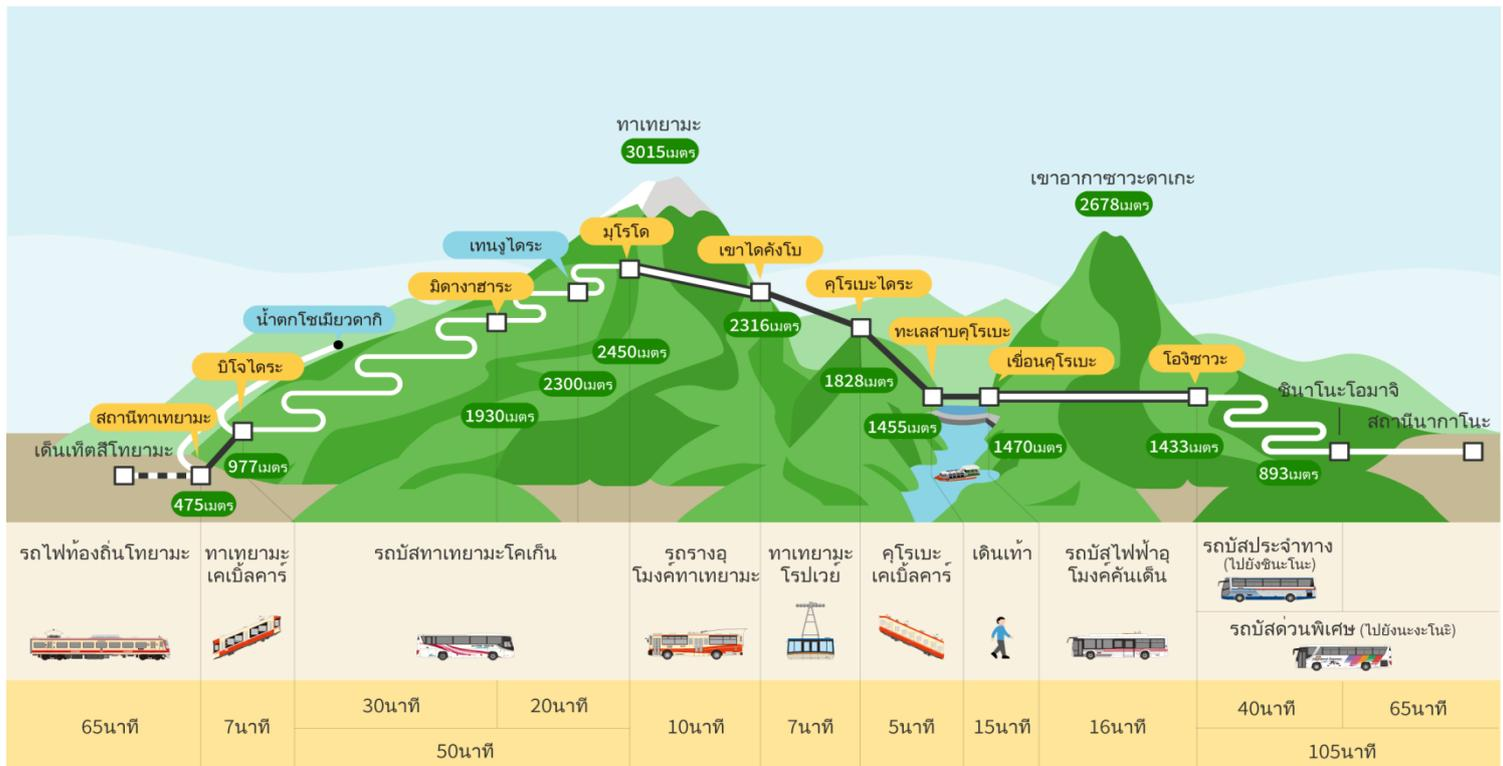 ทาเทยามะ
3015เมตร
เขาอากาซาวะดาเกะ
2678เมตร
เทนงูไดระ
มุโรโด
เขาไดคังโบ
มิดางาฮาระ
คุโรเบะไดระ
น้ำตกโชเมียวดากิ
2316เมตร
ทะเลสาบคุโรเบะ
2450เมตร
เขื่อนคุโรเบะ
โองิซาวะ
บิโจไดระ
2300เมตร
1828เมตร
ชินาโนะโอมาจิ
สถานีทาเทยามะ
1930เมตร
1455เมตร
สถานีนากาโนะ
เด็นเท็ตสึโทยามะ
977เมตร
1470เมตร
1433เมตร
893เมตร
475เมตร
รถไฟท้องถิ่นโทยามะ
ทาเทยามะ
เคเบิ้ลคาร์
รถบัสทาเทยามะโคเก็น
รถรางอุ
โมงค์ทาเทยามะ
ทาเทยามะ
โรปเวย์
คุโรเบะ
เคเบิ้ลคาร์
เดินเท้า
รถบัสไฟฟ้าอุ
โมงค์คันเด็น
รถบัสประจำทาง
(ไปยังชินะโนะ)
รถบัสด่วนพิเศษ (ไปยังนะงะโนะ)
65นาที
7นาที
30นาที
20นาที
50นาที
10นาที
7นาที
5นาที
15นาที
16นาที
40นาที
65นาที
105นาที